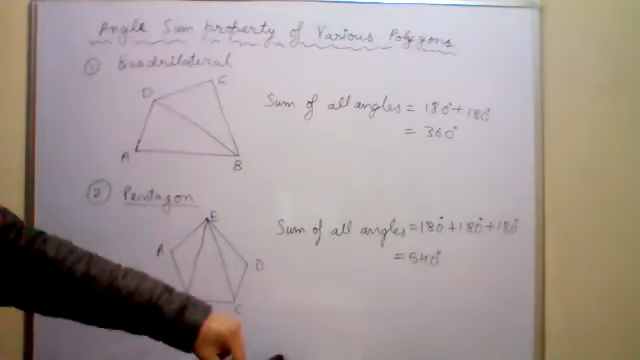 Angle Sum property of Various Polygons
1 Quadrilateral
D C
A B
Sum of all angles = 180° + 180°
= 360°
2 Pentagon
E
A D
C
Sum of all angles = 180° + 180° + 180°
= 540°